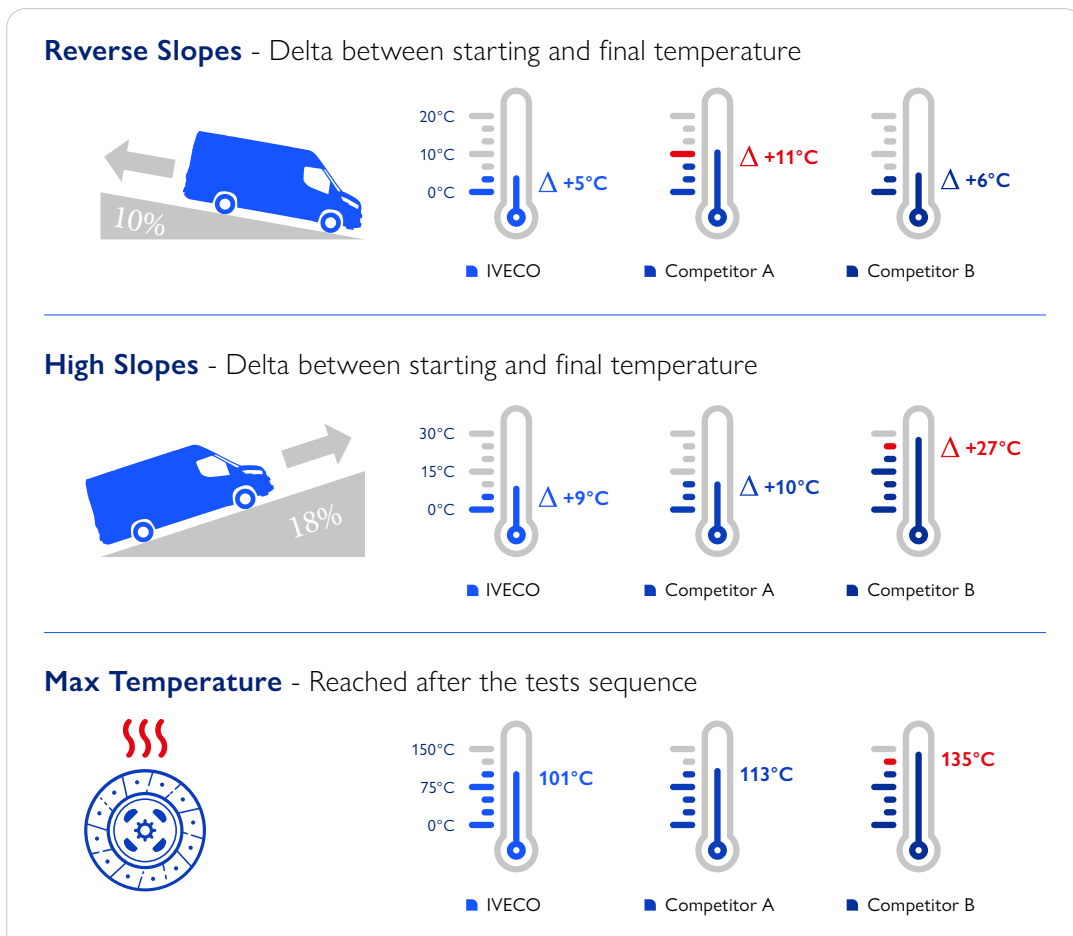 Reverse Slopes - Delta between starting and final temperature
20°C
10°C
0°C
Δ +5°C
Δ +11°C
Δ +6°C
10%
IVECO
Competitor A
Competitor B
High Slopes - Delta between starting and final temperature
30°C
15°C
0°C
Δ +9°C
Δ +10°C
Δ +27°C
18%
IVECO
Competitor A
Competitor B
Max Temperature - Reached after the tests sequence
150°C
75°C
0°C
101°C
113°C
135°C
IVECO
Competitor A
Competitor B